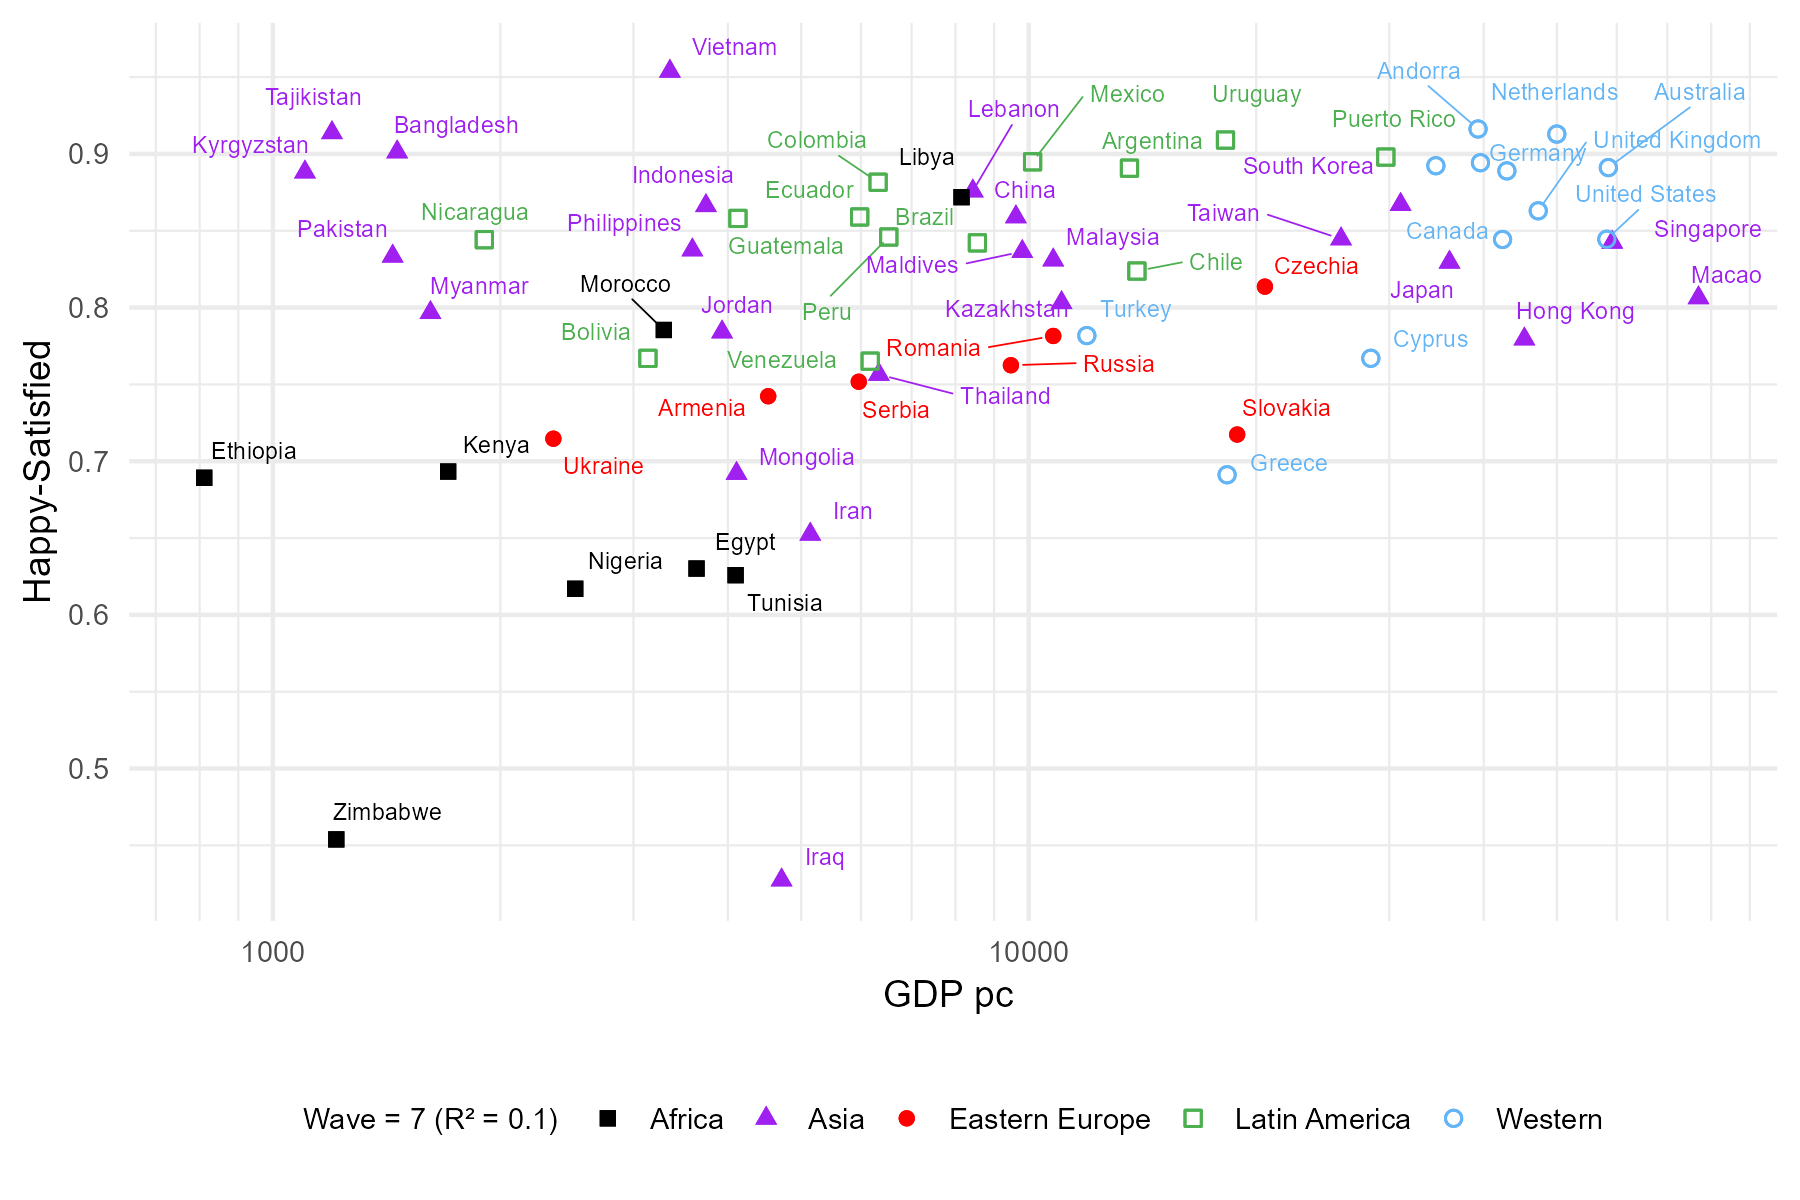 Vietnam
Andorra
Netherlands
Australia
Tajikistan
Mexico
Uruguay
Lebanon
Bangladesh
Puerto Rico
Kyrgyzstan
Colombia
Argentina
United Kingdom
0.9
Libya
Germany
South Korea
Indonesia
Ecuador
China
United States
Nicaragua
Philippines
Brazil
Taiwan
Pakistan
Guatemala
Malaysia
Canada
Singapore
Maldives
Chile
Czechia
Morocco
Macao
Myanmar
Japan
0.8
Jordan
Peru
Kazakhstan
Turkey
Hong Kong
Bolivia
Venezuela
Romania
Cyprus
Russia
Thailand
Armenia
Serbia
Slovakia
Ethiopia
Kenya
0.7
Ukraine
Mongolia
Greece
Iran
Egypt
Nigeria
Tunisia
0.6
0.5
Zimbabwe
Iraq
Happy-Satisfied
1000
10000
GDP pc
Wave = 7 (R² = 0.1)
Africa
Asia
Eastern Europe
Latin America
Western